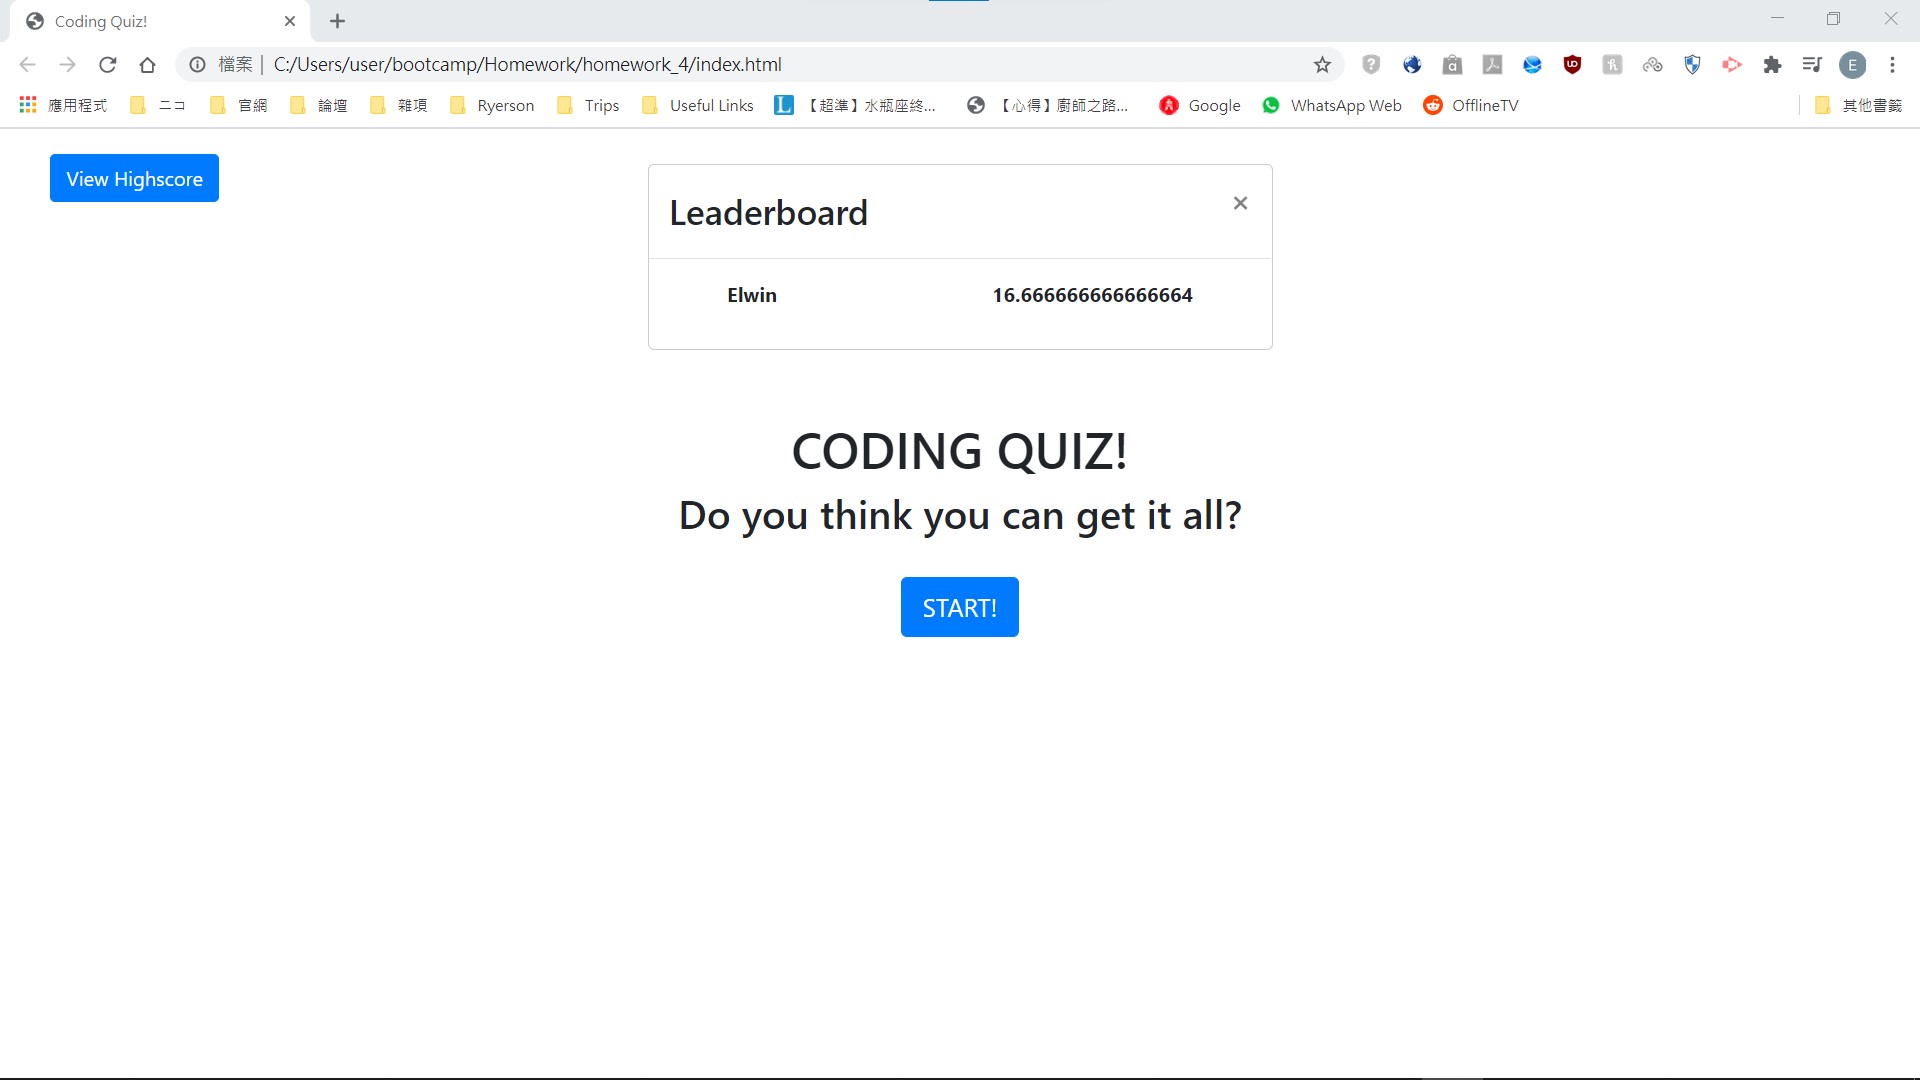 Coding Quiz!
檔案 | C:/Users/user/bootcamp/Homework/homework_4/index.html
E
應用程式 ニコ 官網 論壇 雜項 Ryerson Trips Useful Links 【超準】水瓶座終... 【心得】廚師之路... Google WhatsApp Web OfflineTV 其他書籤
View Highscore
Leaderboard ×
Elwin 16.666666666666664
CODING QUIZ!
Do you think you can get it all?
START!